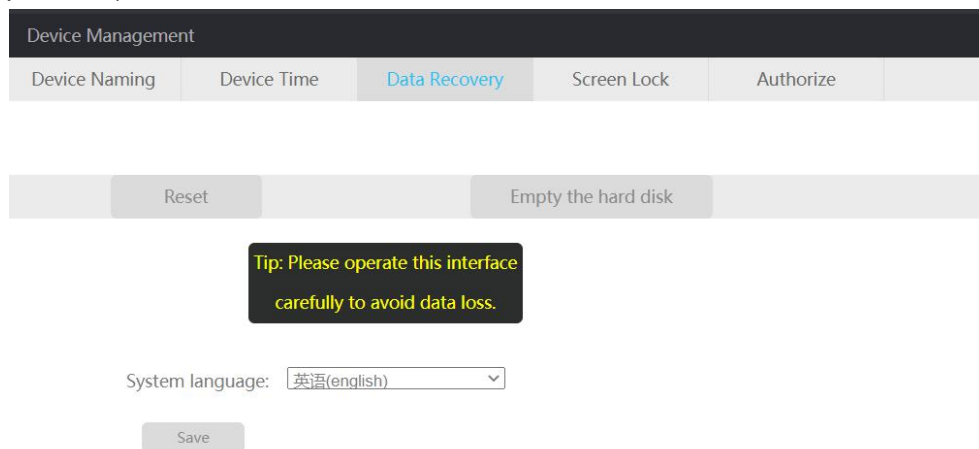 Device Management
Device Naming Device Time Data Recovery Screen Lock Authorize
Reset Empty the hard disk
Tip: Please operate this interface
carefully to avoid data loss.
System language: 英语(english)
Save